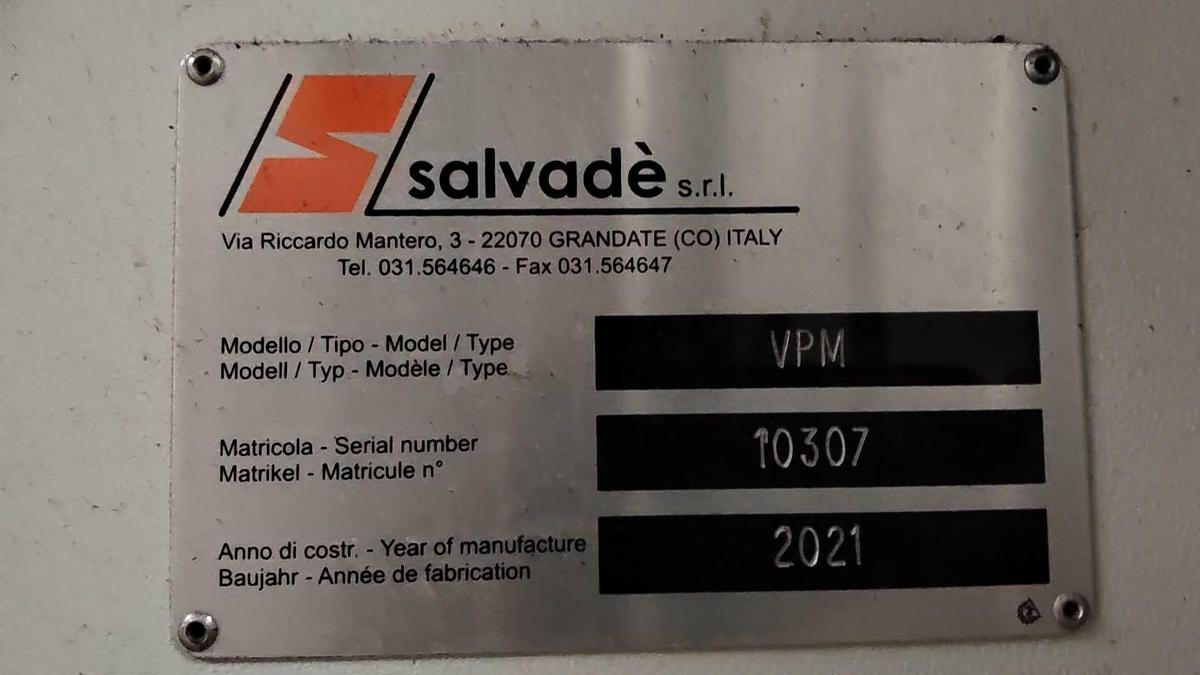 salvadè s.r.l.
Via Riccardo Mantero, 3 - 22070 GRANDATE (CO) ITALY
Tel. 031.564646 - Fax 031.564647
Modello / Tipo - Model / Type
Modell / Typ - Modèle / Type
VPM
Matricola - Serial number
Matrikel - Matricule n°
10307
Anno di costr. - Year of manufacture
Baujahr - Année de fabrication
2021